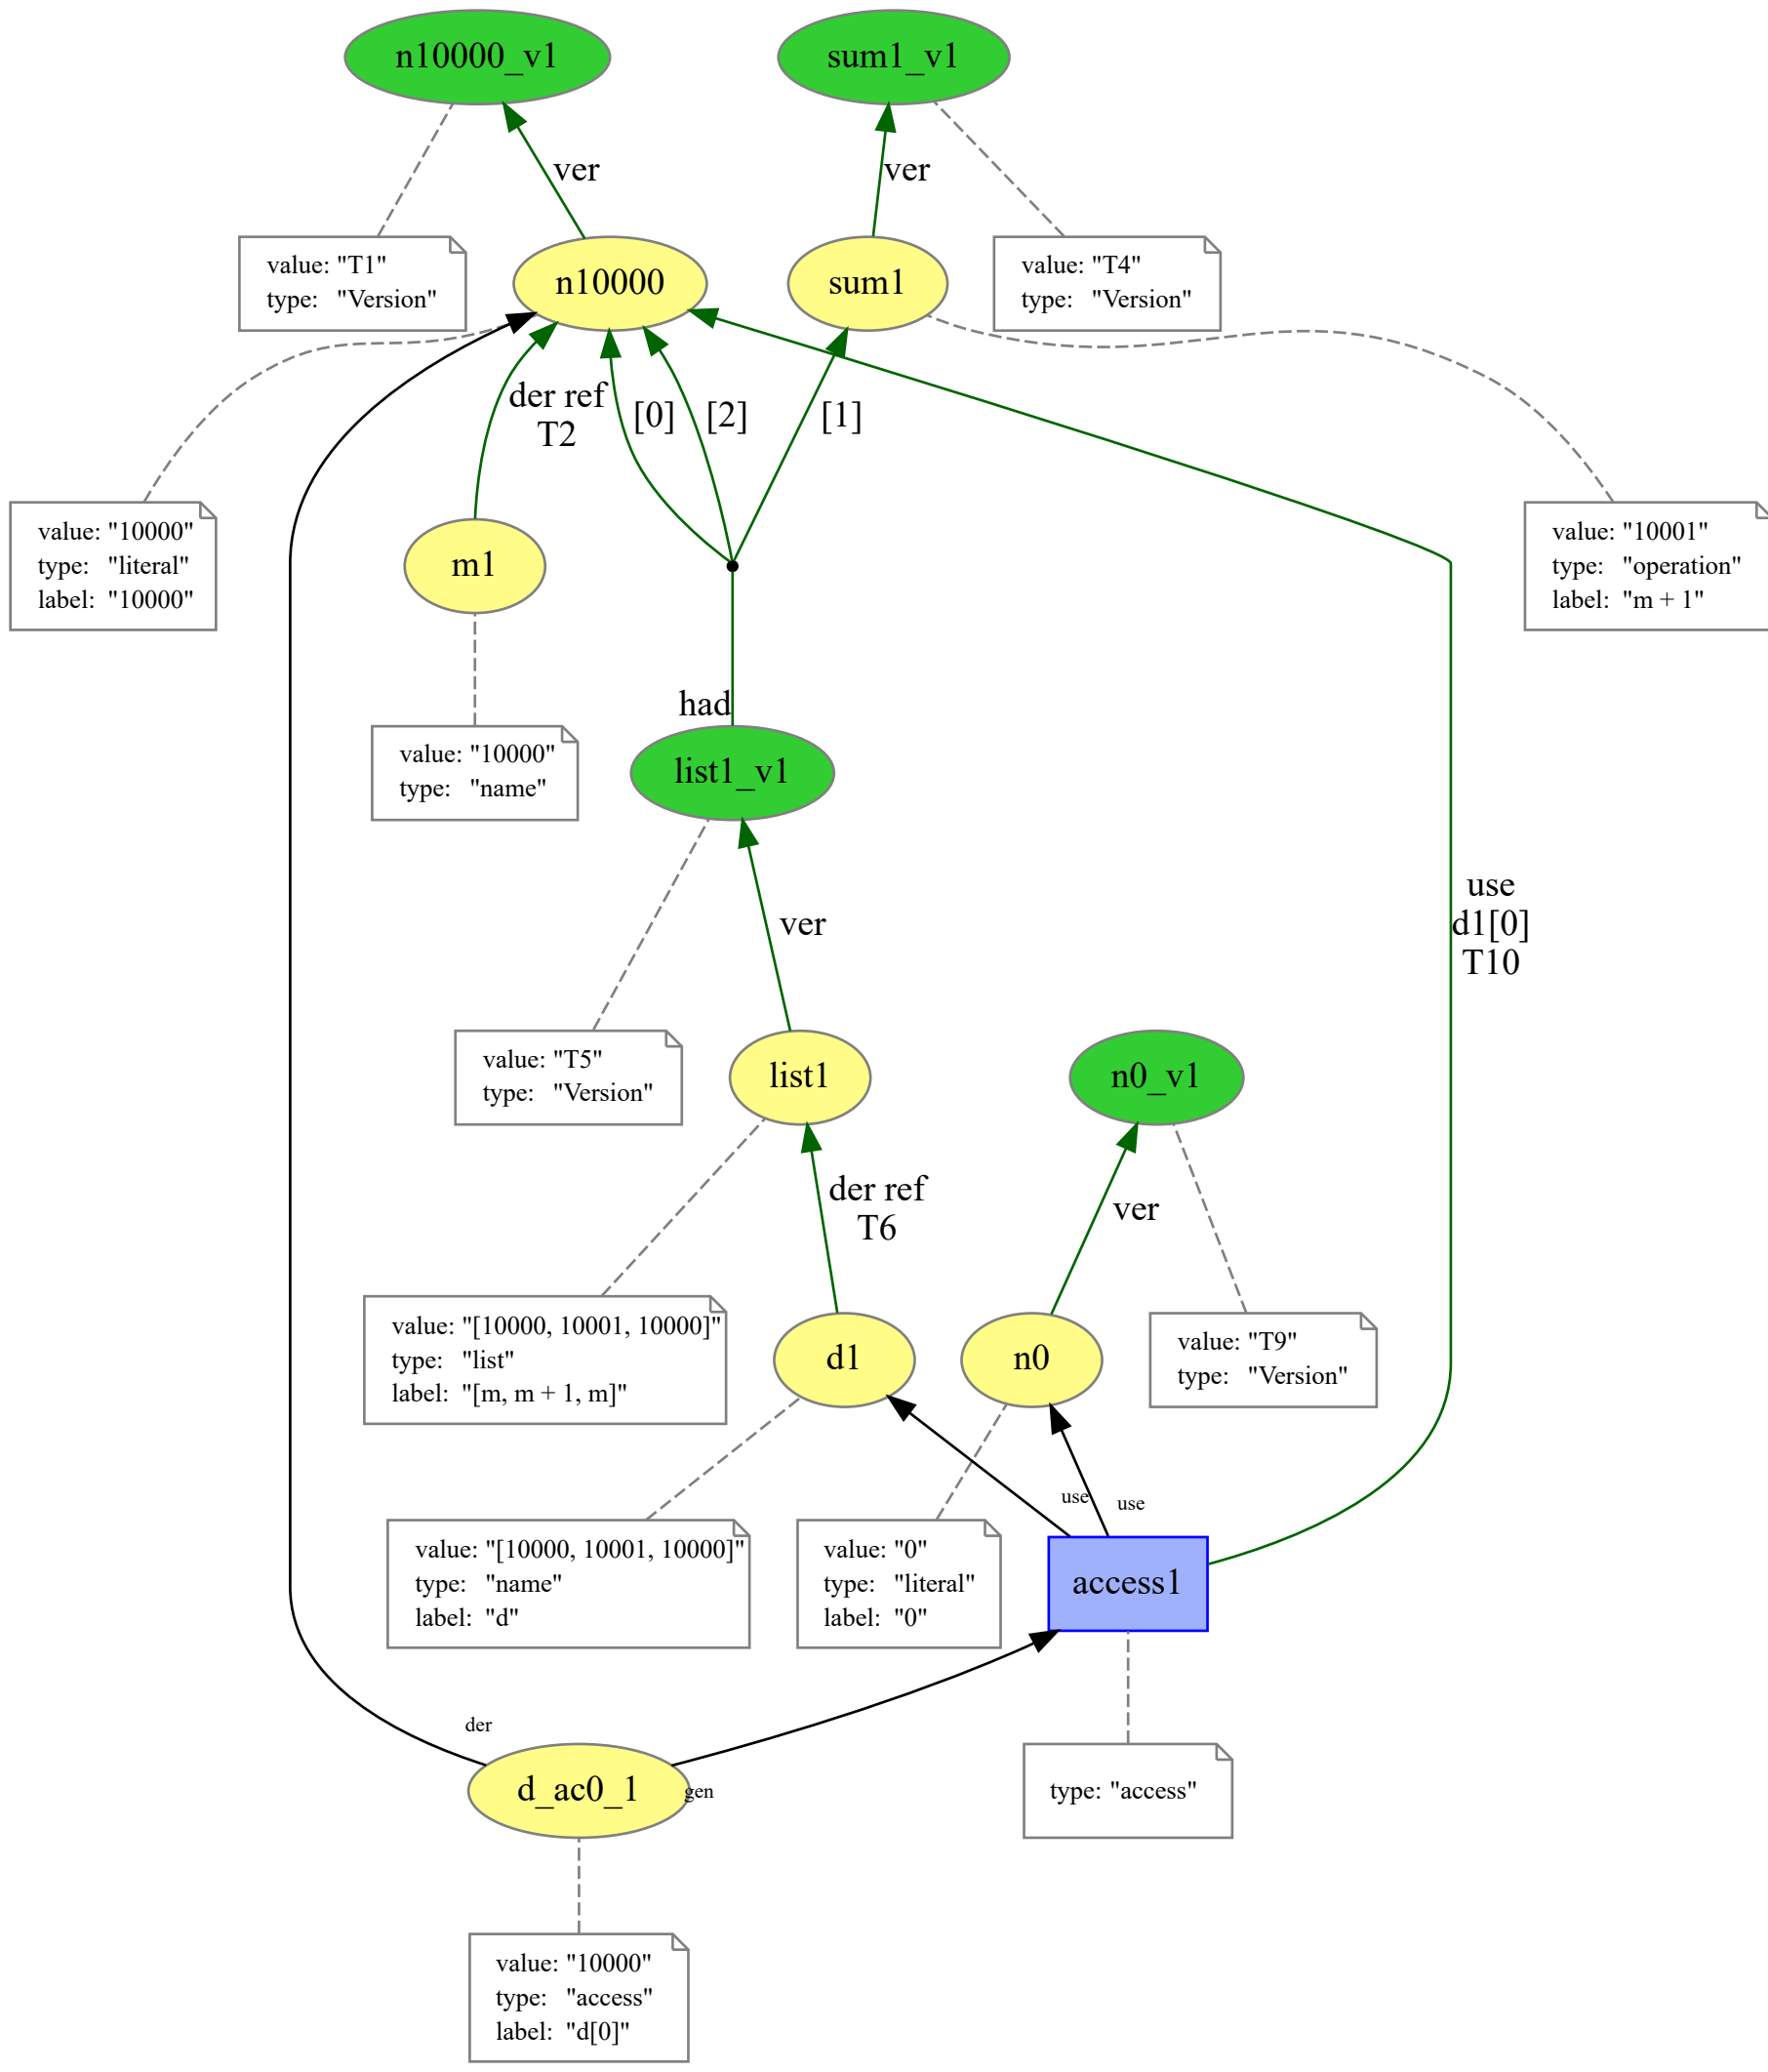 n10000_v1
sum1_v1
ver
ver
value: "T1"
type: "Version"
n10000
sum1
value: "T4"
type: "Version"
der ref
T2
[0]
[2]
[1]
value: "10000"
type: "literal"
label: "10000"
m1
value: "10001"
type: "operation"
label: "m + 1"
had
value: "10000"
type: "name"
list1_v1
use
d1[0]
T10
ver
value: "T5"
type: "Version"
list1
n0_v1
der ref
T6
ver
value: "[10000, 10001, 10000]"
type: "list"
label: "[m, m + 1, m]"
d1
n0
value: "T9"
type: "Version"
use
use
value: "[10000, 10001, 10000]"
type: "name"
label: "d"
value: "0"
type: "literal"
label: "0"
access1
der
d_ac0_1
gen
type: "access"
value: "10000"
type: "access"
label: "d[0]"